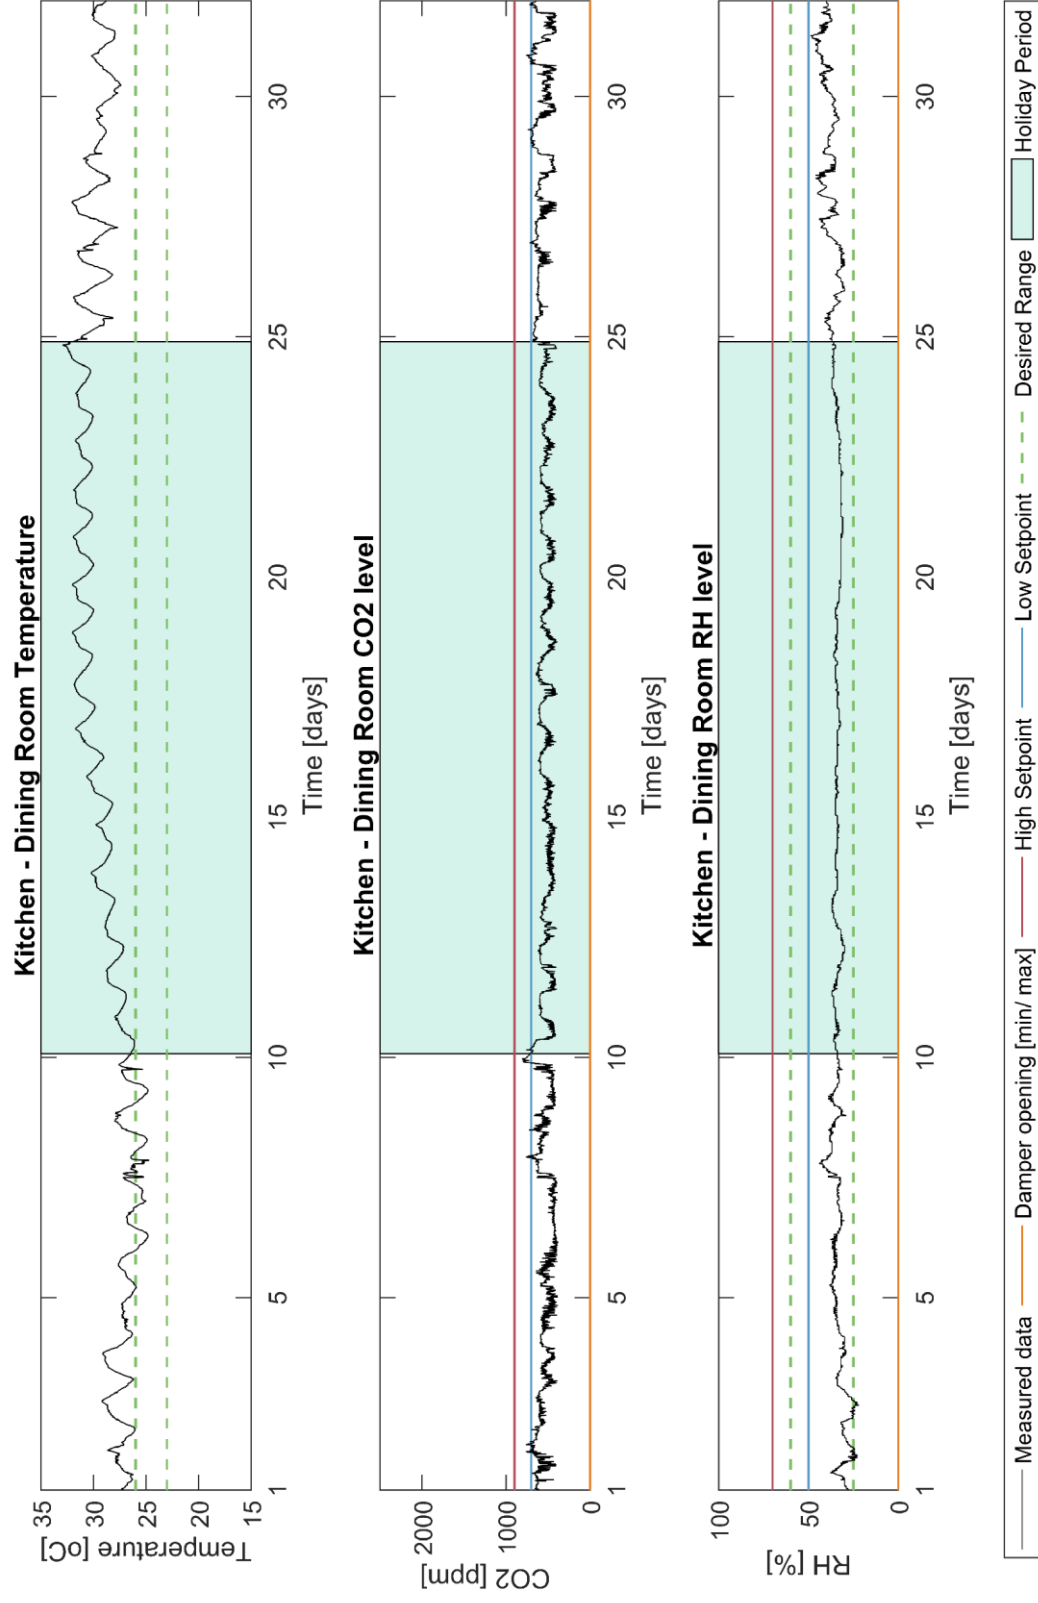 Kitchen - Dining Room Temperature
Temperature [oC]
35
30
25
20
15
1
5
10
15
20
25
30
Time [days]
Kitchen - Dining Room CO2 level
CO2 [ppm]
2000
1000
0
1
5
10
15
20
25
30
Time [days]
Kitchen - Dining Room RH level
RH [%]
100
50
0
1
5
10
15
20
25
30
Time [days]
Measured data
Damper opening [min/ max]
High Setpoint
Low Setpoint
Desired Range
Holiday Period